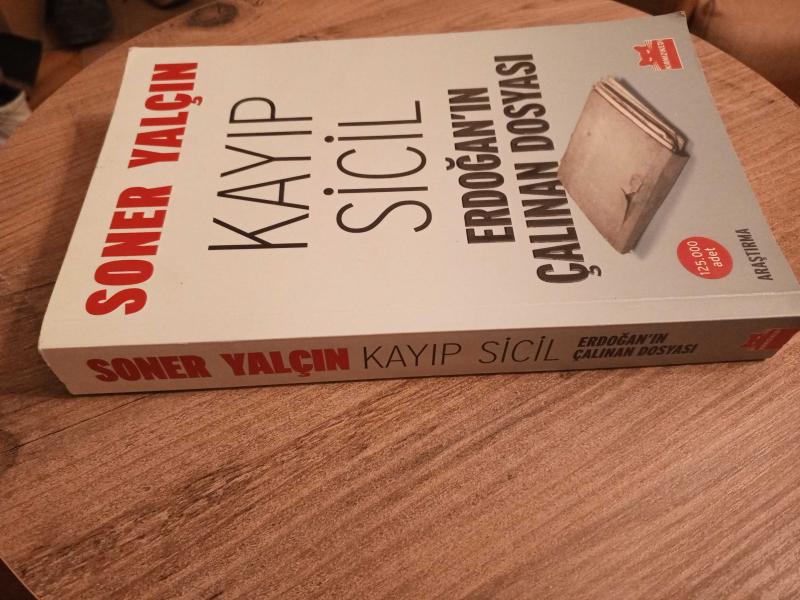 SONER YALÇIN
KAYIP
SİCİL
ERDOĞAN'IN
ÇALINAN DOSYASI
KIRMIZIKEDİ
125.000
adet
ARAŞTIRMA
SONER YALÇIN KAYIP SİCİL ERDOĞAN'IN
ÇALINAN DOSYASI